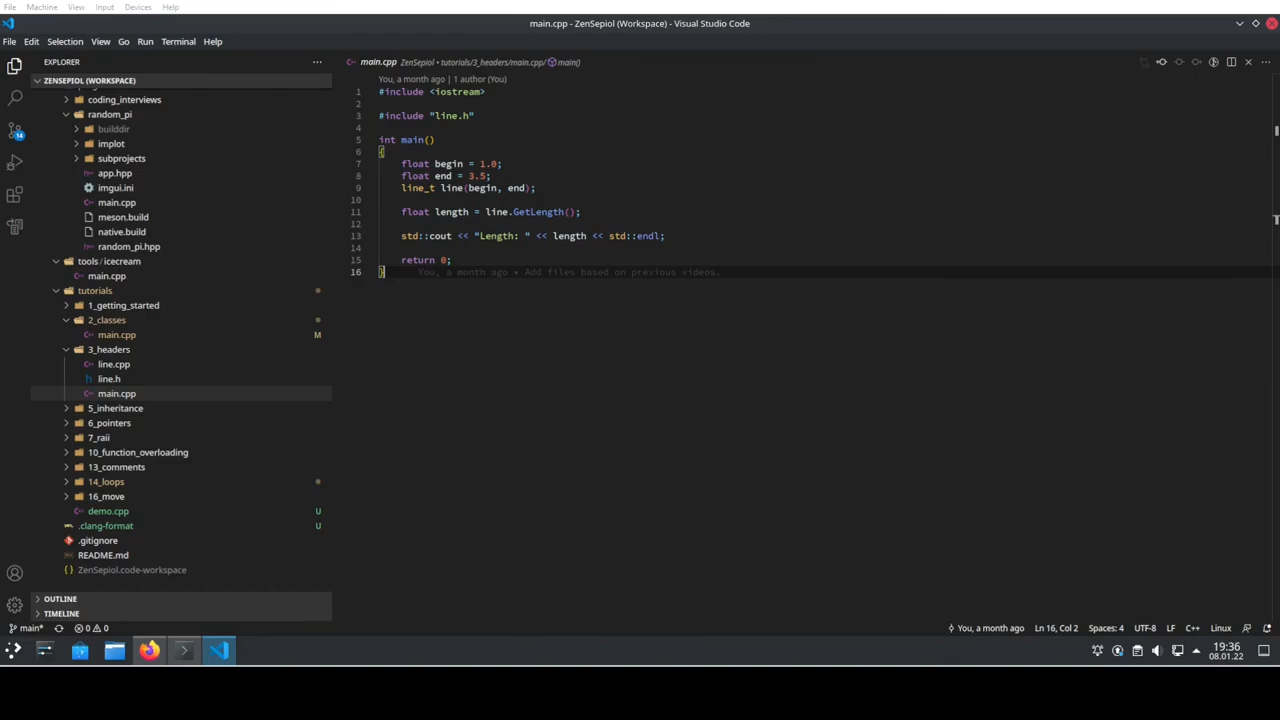 File Machine View Input Devices Help
main.cpp - ZenSepiol (Workspace) - Visual Studio Code
File Edit Selection View Go Run Terminal Help
EXPLORER
ZENSEPIOL (WORKSPACE)
coding_interviews
random_pi
builddir
implot
subprojects
app.hpp
imgui.ini
main.cpp
meson.build
native.build
random_pi.hpp
tools / icecream
main.cpp
tutorials
1_getting_started
2_classes
main.cpp M
3_headers
line.cpp
line.h
main.cpp
5_inheritance
6_pointers
7_raii
10_function_overloading
13_comments
14_loops
16_move
demo.cpp U
.clang-format U
.gitignore
README.md
ZenSepiol.code-workspace
OUTLINE
TIMELINE
main.cpp ZenSepiol • tutorials/3_headers/main.cpp/ main()
You, a month ago | 1 author (You)
1 #include <iostream>
2
3 #include "line.h"
4
5 int main()
6 {
7 float begin = 1.0;
8 float end = 3.5;
9 line_t line(begin, end);
10
11 float length = line.GetLength();
12
13 std::cout << "Length: " << length << std::endl;
14
15 return 0;
16 } You, a month ago • Add files based on previous videos.
14
main* 0 0 You, a month ago Ln 16, Col 2 Spaces: 4 UTF-8 LF C++ Linux
19:36
08.01.22